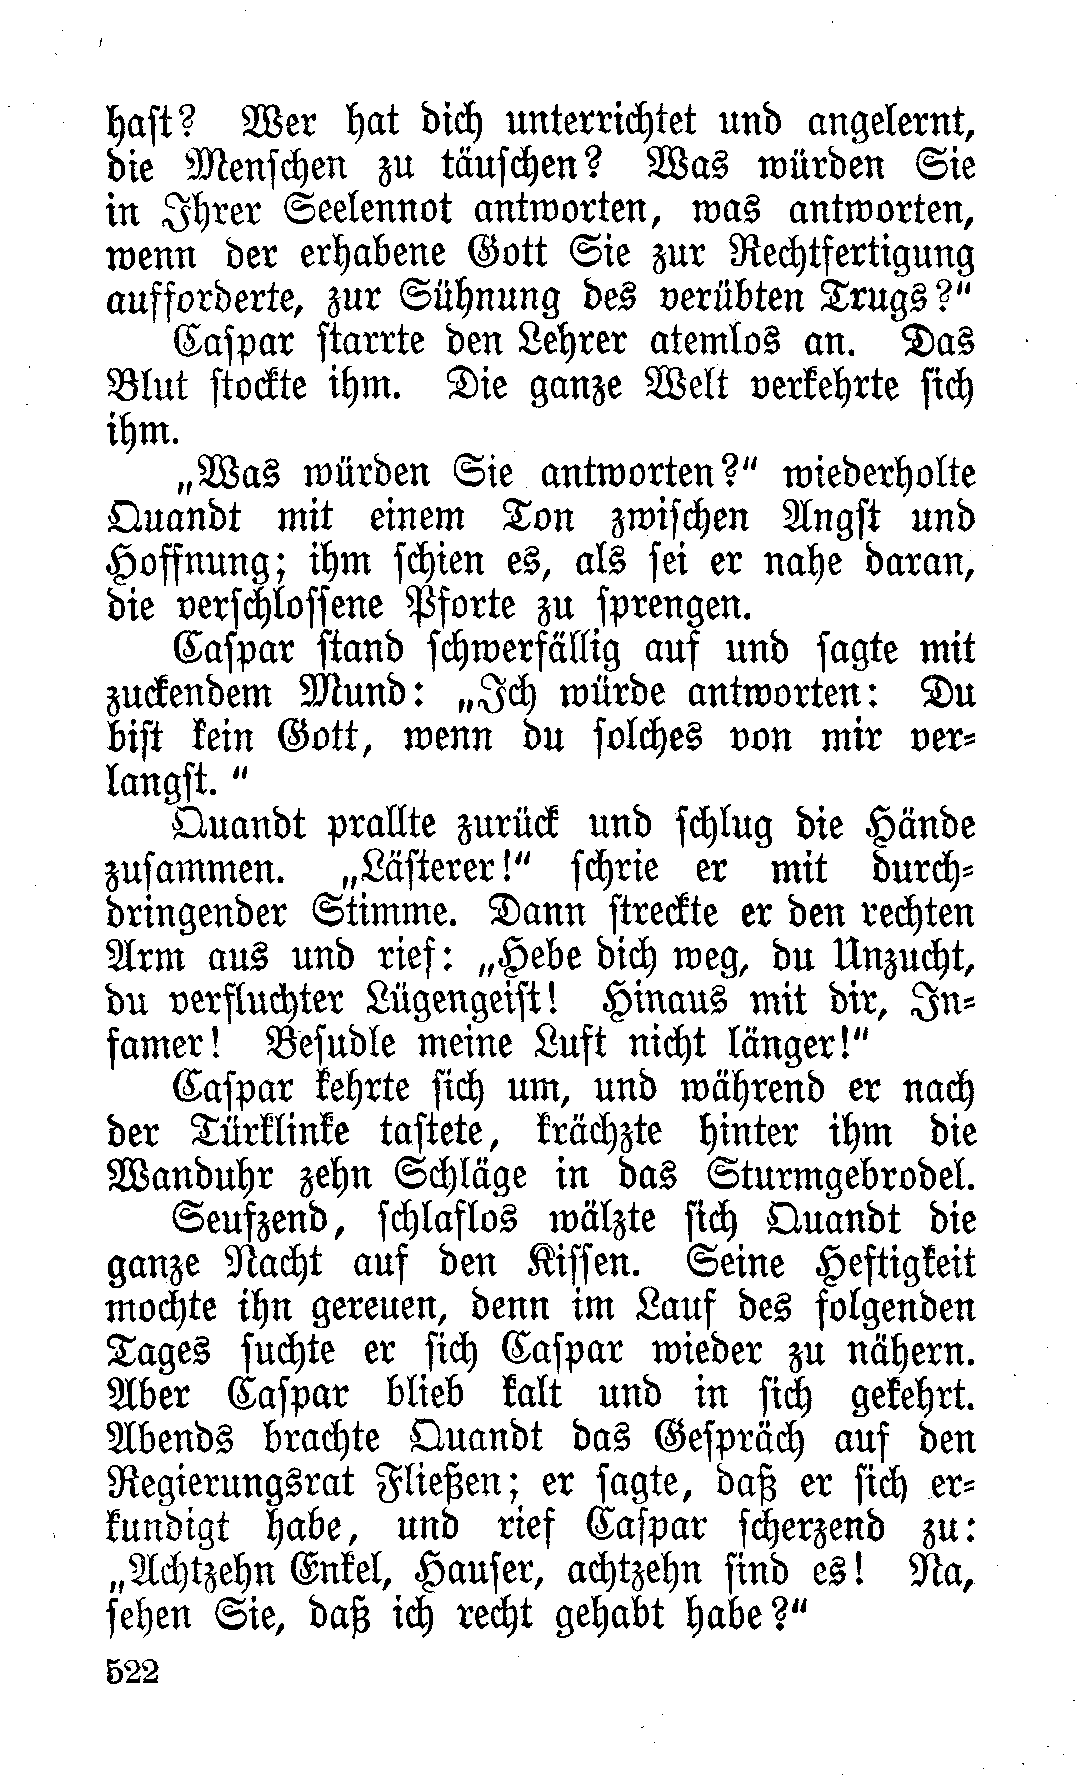 hast? Wer hat dich unterrichtet und angelernt,
die Menschen zu täuschen? Was würden Sie
in Ihrer Seelennot antworten, was antworten,
wenn der erhabene Gott Sie zur Rechtfertigung
aufforderte, zur Sühnung des verübten Trugs?“
Caspar starrte den Lehrer atemlos an. Das
Blut stockte ihm. Die ganze Welt verkehrte sich
ihm.
„Was würden Sie antworten?“ wiederholte
Quandt mit einem Ton zwischen Angst und
Hoffnung; ihm schien es, als sei er nahe daran,
die verschlossene Pforte zu sprengen.
Caspar stand schwerfällig auf und sagte mit
zuckendem Mund: „Ich würde antworten: Du
bist kein Gott, wenn du solches von mir ver-
langst.“
Quandt prallte zurück und schlug die Hände
zusammen. „Lästerer!“ schrie er mit durch-
dringender Stimme. Dann streckte er den rechten
Arm aus und rief: „Hebe dich weg, du Unzucht,
du verfluchter Lügengeist! Hinaus mit dir, In-
famer! Besudle meine Luft nicht länger!“
Caspar kehrte sich um, und während er nach
der Türklinke tastete, krächzte hinter ihm die
Wanduhr zehn Schläge in das Sturmgebrodel.
Seufzend, schlaflos wälzte sich Quandt die
ganze Nacht auf den Kissen. Seine Heftigkeit
mochte ihn gereuen, denn im Lauf des folgenden
Tages suchte er sich Caspar wieder zu nähern.
Aber Caspar blieb kalt und in sich gekehrt.
Abends brachte Quandt das Gespräch auf den
Regierungsrat Fließen; er sagte, daß er sich er-
kundigt habe, und rief Caspar scherzend zu:
„Achtzehn Enkel, Hauser, achtzehn sind es! Na,
sehen Sie, daß ich recht gehabt habe?“
522